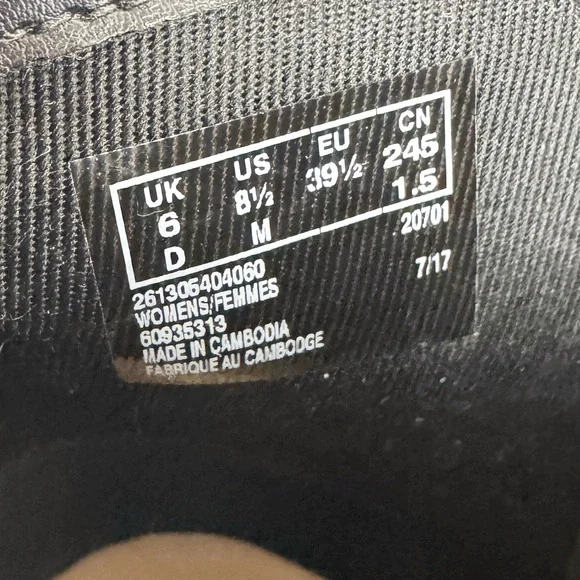 UK US EU CN
6 8½ 39½ 245
D M 1.5
261305404060 20701
WOMENS/FEMMES 7/17
60935313
MADE IN CAMBODIA
FABRIQUE AU CAMBODGE